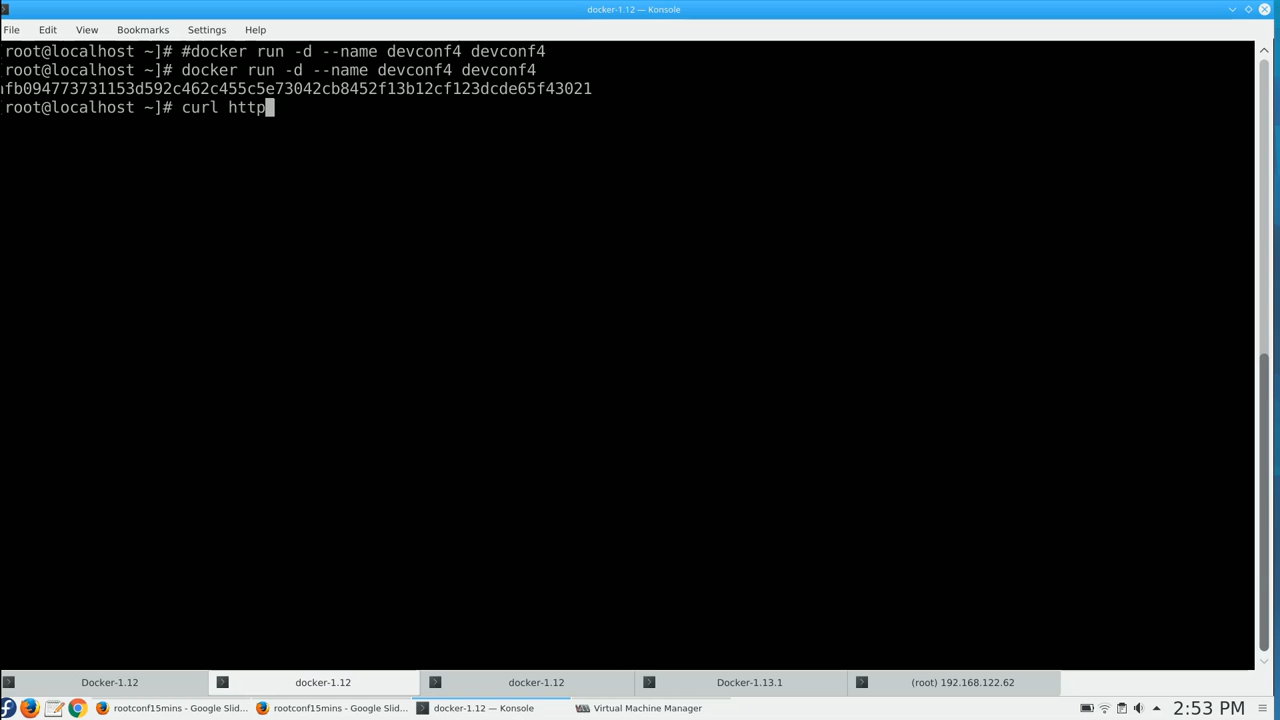 docker-1.12 — Konsole
File Edit View Bookmarks Settings Help
root@localhost ~]# #docker run -d --name devconf4 devconf4
root@localhost ~]# docker run -d --name devconf4 devconf4
fb094773731153d592c462c455c5e73042cb8452f13b12cf123dcde65f43021
root@localhost ~]# curl http
Docker-1.12 docker-1.12 docker-1.12 Docker-1.13.1 (root) 192.168.122.62
rootconf15mins - Google Slid... rootconf15mins - Google Slid... docker-1.12 — Konsole Virtual Machine Manager 2:53 PM